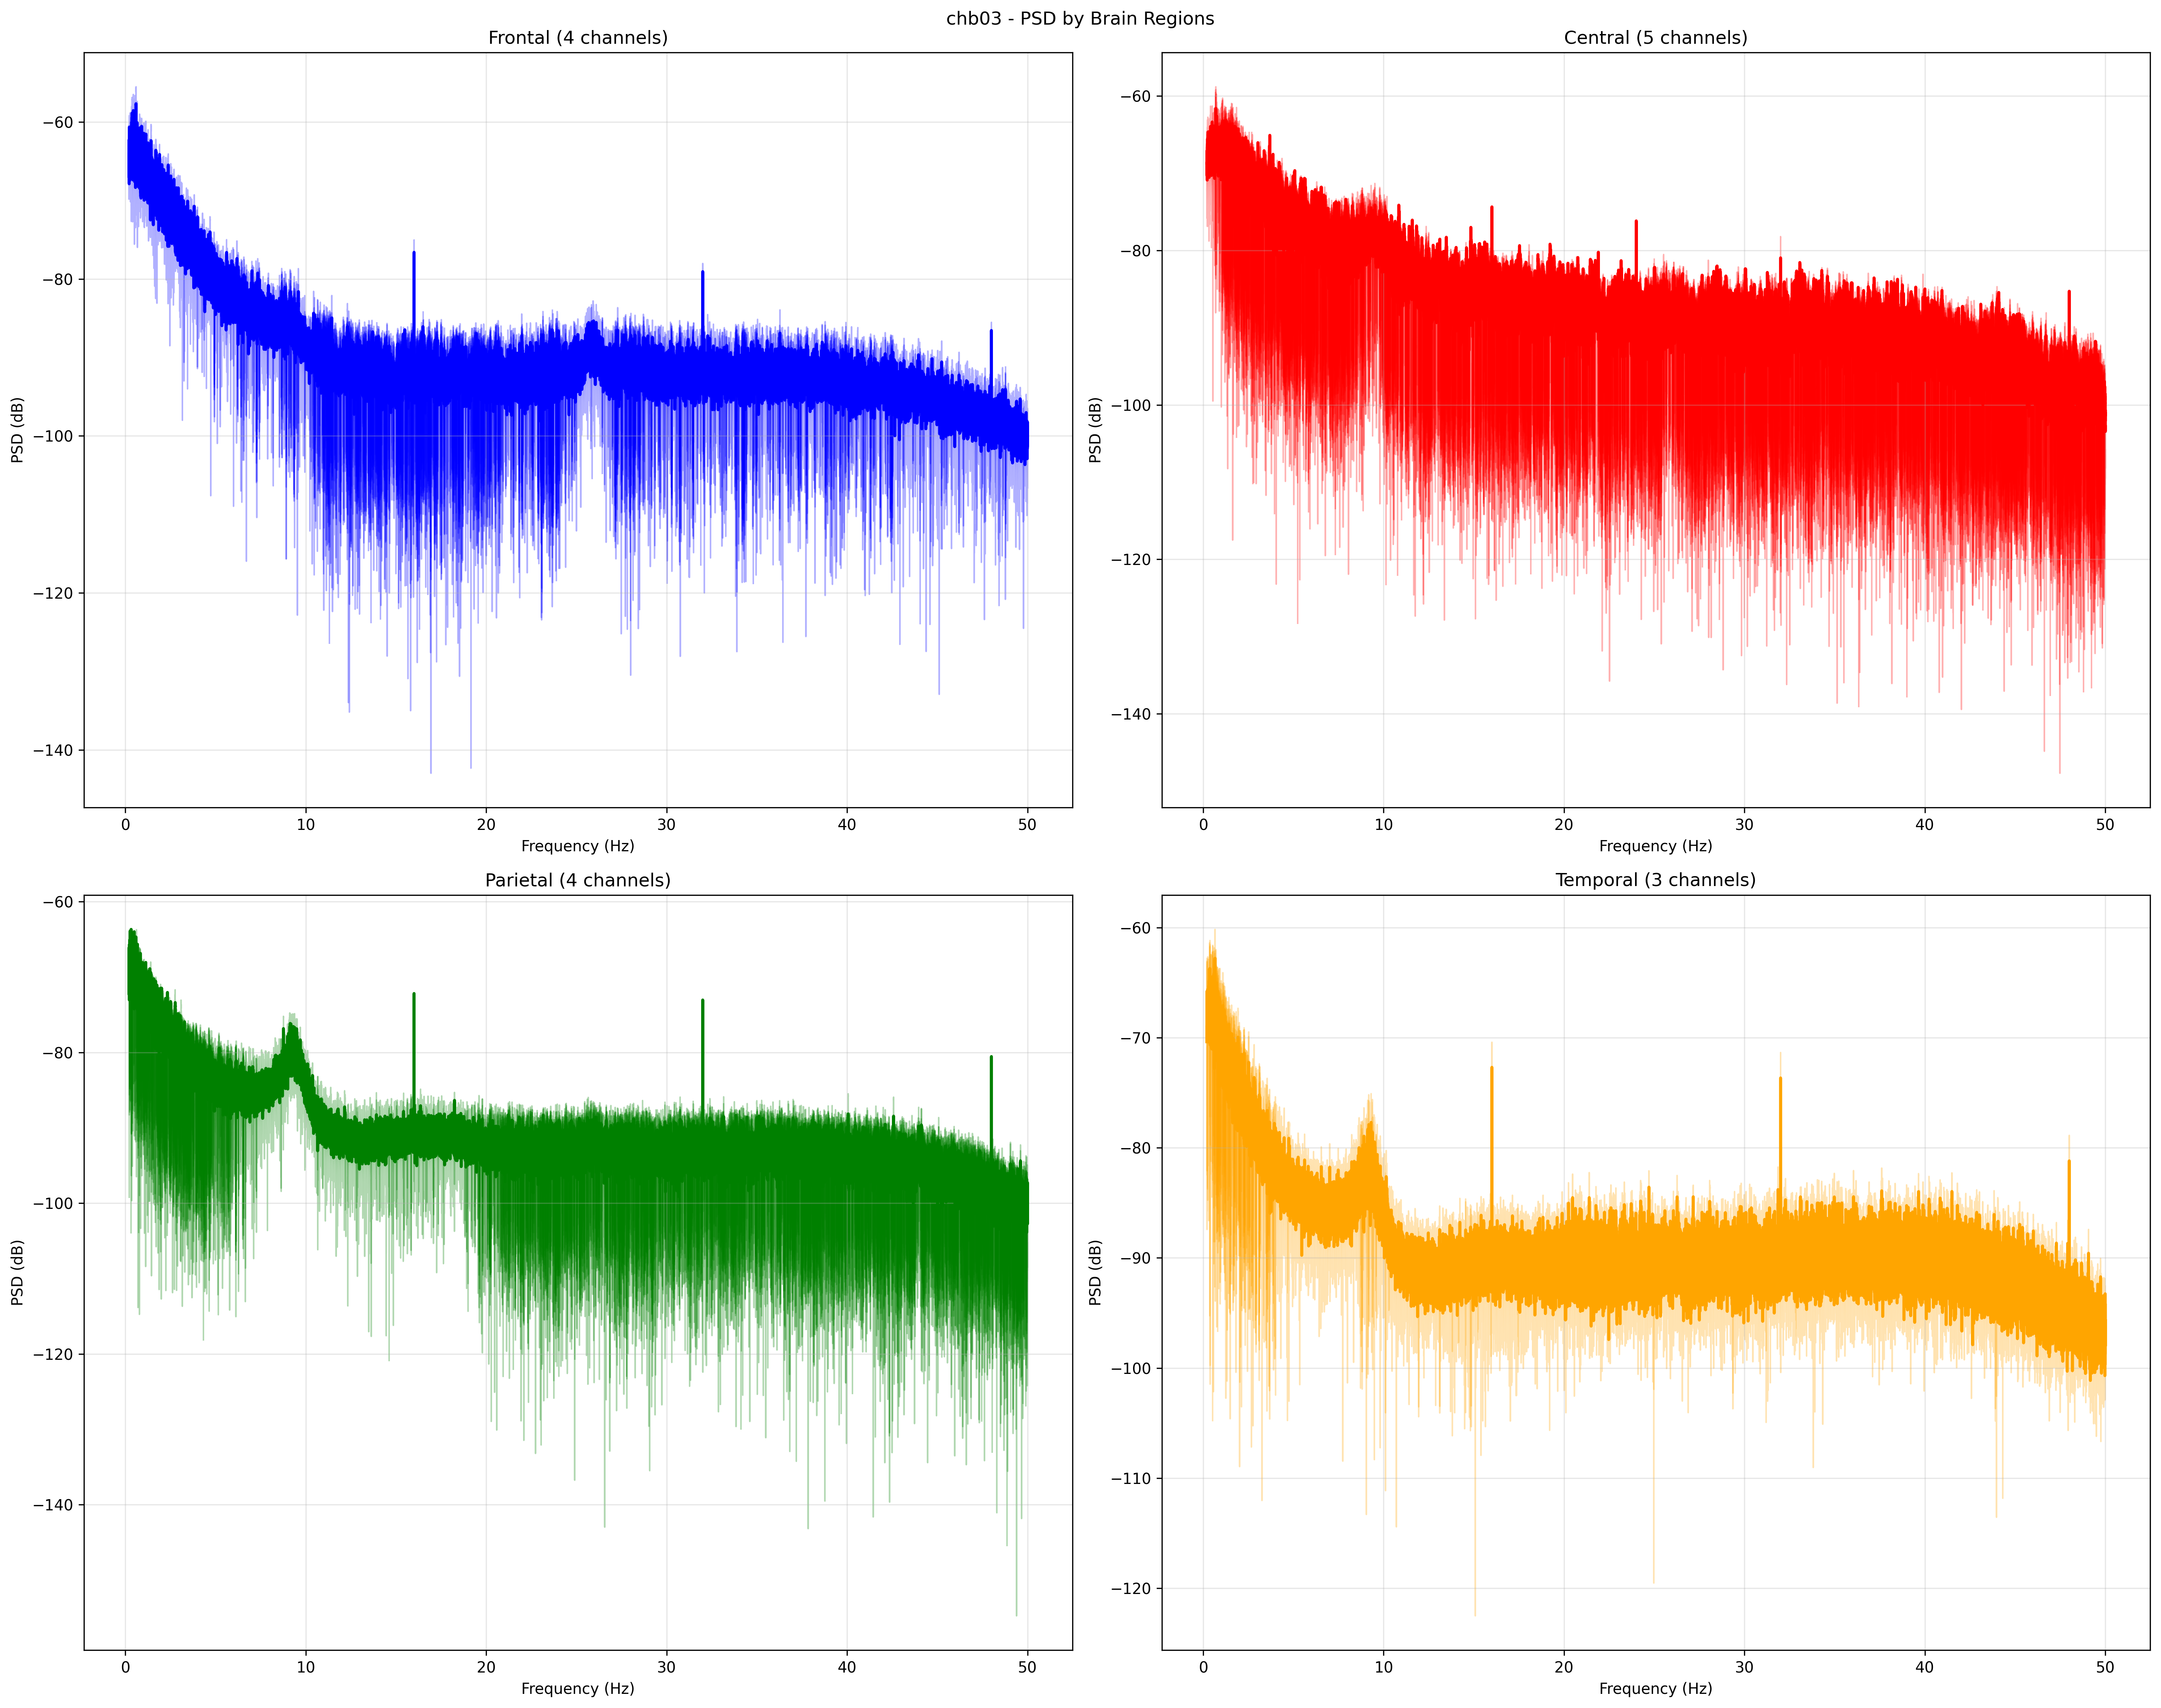 chb03 - PSD by Brain Regions
Frontal (4 channels)
PSD (dB)
−60
−80
−100
−120
−140
0 10 20 30 40 50
Frequency (Hz)
Central (5 channels)
PSD (dB)
−60
−80
−100
−120
−140
0 10 20 30 40 50
Frequency (Hz)
Parietal (4 channels)
PSD (dB)
−60
−80
−100
−120
−140
0 10 20 30 40 50
Frequency (Hz)
Temporal (3 channels)
PSD (dB)
−60
−70
−80
−90
−100
−110
−120
0 10 20 30 40 50
Frequency (Hz)